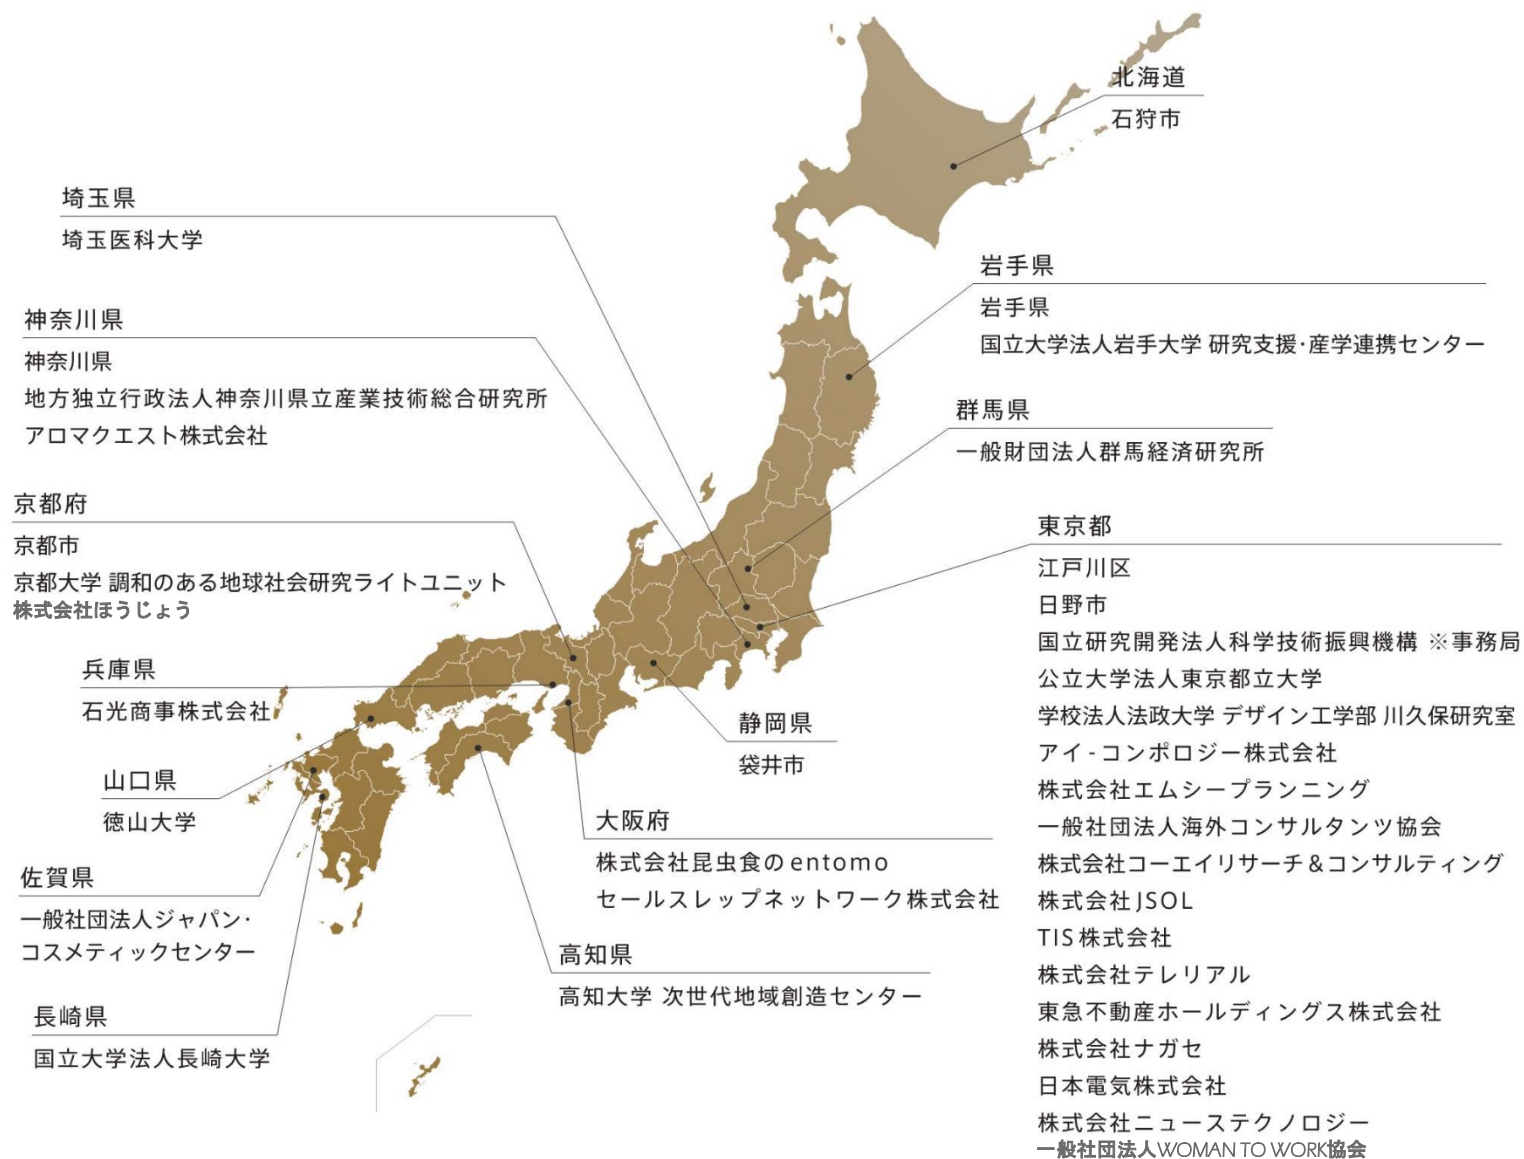 北海道
石狩市
埼玉県
埼玉医科大学
岩手県
岩手県
国立大学法人岩手大学 研究支援・産学連携センター
神奈川県
神奈川県
地方独立行政法人神奈川県立産業技術総合研究所
アロマクエスト株式会社
群馬県
一般財団法人群馬経済研究所
京都府
京都市
京都大学 調和のある地球社会研究ライトユニット
株式会社ほうじょう
東京都
江戸川区
日野市
国立研究開発法人科学技術振興機構 ※事務局
公立大学法人東京都立大学
学校法人法政大学 デザイン工学部 川久保研究室
アイ-コンポロジー株式会社
株式会社エムシープランニング
一般社団法人海外コンサルタンツ協会
株式会社コーエイリサーチ&コンサルティング
株式会社JSOL
TIS株式会社
株式会社テレリアル
東急不動産ホールディングス株式会社
株式会社ナガセ
日本電気株式会社
株式会社ニューステクノロジー
一般社団法人WOMAN TO WORK協会
兵庫県
石光商事株式会社
静岡県
袋井市
山口県
徳山大学
大阪府
株式会社昆虫食のentomo
セールスレップネットワーク株式会社
佐賀県
一般社団法人ジャパン・
コスメティックセンター
高知県
高知大学 次世代地域創造センター
長崎県
国立大学法人長崎大学